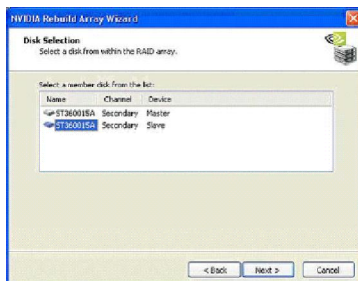 NVIDIA Rebuild Array Wizard
Disk Selection
Select a disk from within the RAID array.
Select a member disk from the list:
Name Channel Device
ST360015A Secondary Master
ST360015A Secondary Slave
< Back Next > Cancel